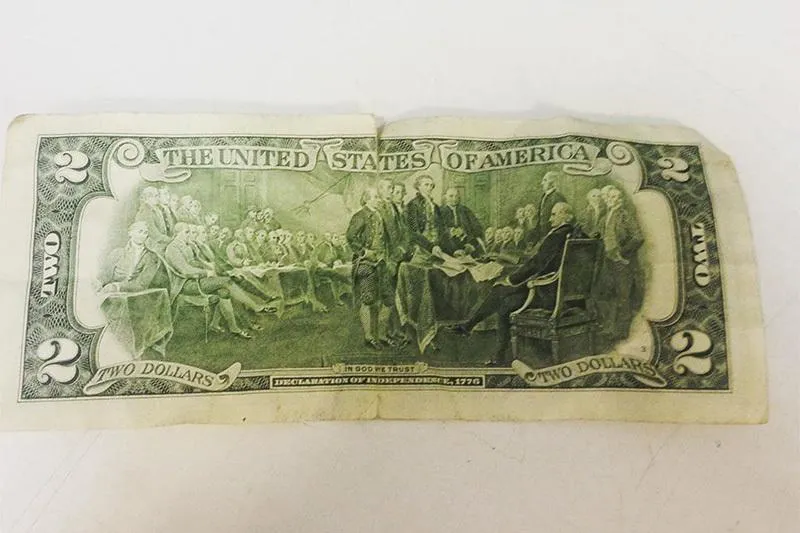 THE UNITED STATES OF AMERICA
2
2
TWO
TWO
2
2
TWO DOLLARS
IN GOD WE TRUST
TWO DOLLARS
DECLARATION OF INDEPENDENCE, 1776
3